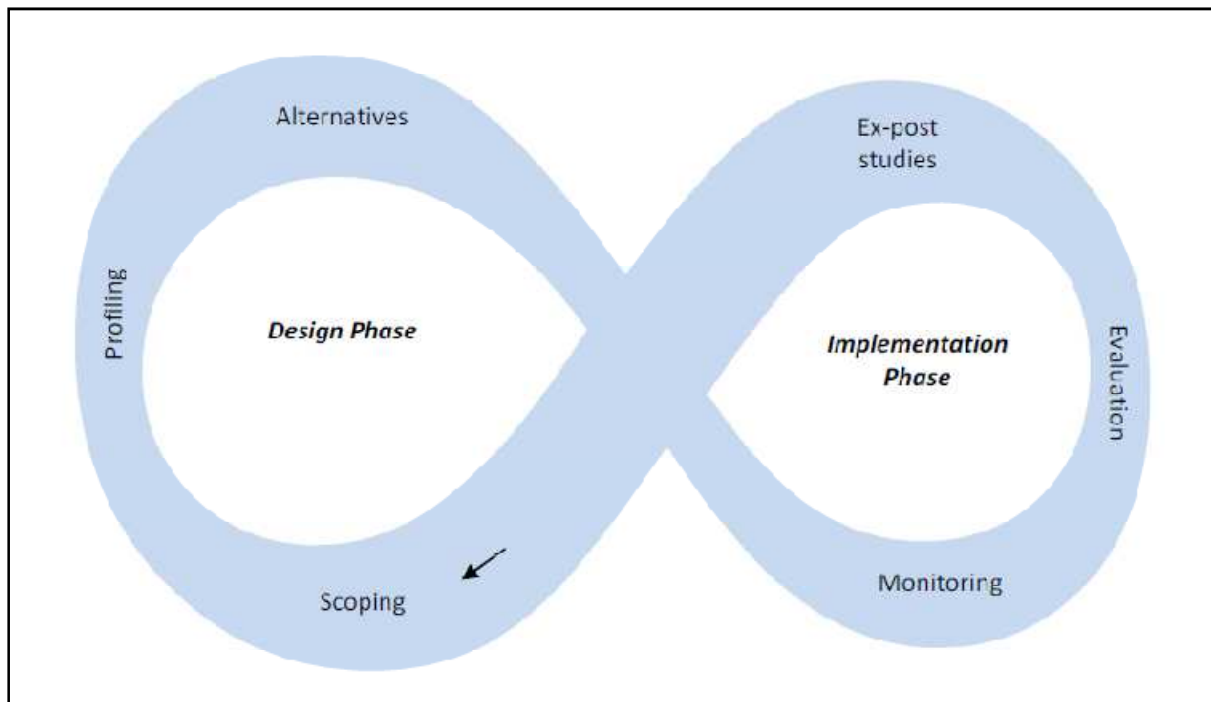 Alternatives
Ex-post
studies
Profiling
Design Phase
Implementation
Phase
Evaluation
Scoping
Monitoring